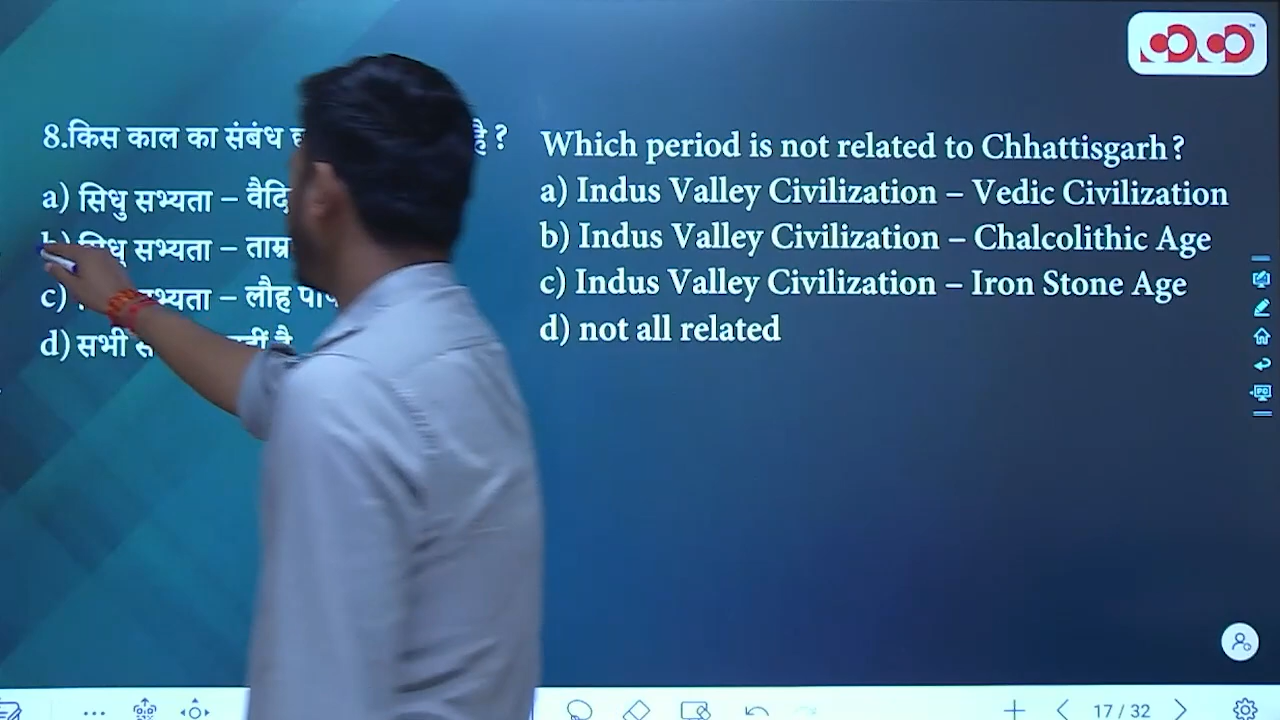 8.किस काल का संबंध है ?
a) सिधु सभ्यता –
b) सिधु सभ्यता –
c) सभ्यता – लौह
d) सभी
Which period is not related to Chhattisgarh?
a) Indus Valley Civilization – Vedic Civilization
b) Indus Valley Civilization – Chalcolithic Age
c) Indus Valley Civilization – Iron Stone Age
d) not all related
17 / 32